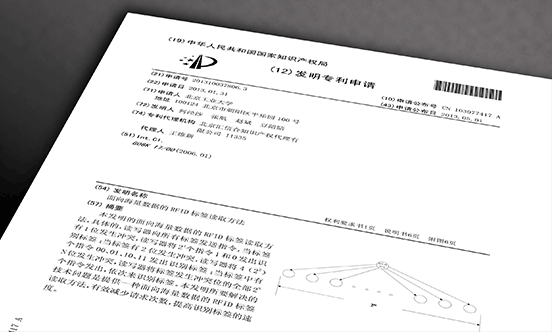 (19) 中华人民共和国国家知识产权局
(12) 发明专利申请
(10) 申请公布号 CN 103077417 A
(43) 申请公布日 2013.05.01
(21) 申请号 201310037806.3
(22) 申请日 2013.01.31
(71) 申请人 北京工业大学
地址 100124 北京市朝阳区平乐园 100 号
(72) 发明人 张航 赵斌
(74) 专利代理机构 北京汇信合知识产权代理有
限公司 11335
代理人 王维新
(51) Int.Cl.
G06K 17/00 (2006.01)
(54) 发明名称
面向海量数据的 RFID 标签读取方法
(57) 摘要
本发明的面向海量数据的 RFID 标签读取方
法,具体的,读写器向所有标签发送指令,当标签
有 1 位发生冲突,读写器将 2¹ 个指令 1 和 0 发出识
别标签;当标签有 2 位发生冲突,读写器将 4 (2²)
个指令 00、01、10、11 发出识别标签,当标签中有
N 位发生冲突,读写器将标签发生冲突位的全部 2ᴺ
个指令发出,依次来识别标签。本发明所要解决的
技术问题是提供一种面向海量数据的 RFID 标签
读取方法,有效减少请求次数,提高识别标签的速
度。
权利要求书1页 说明书6页 附图6页
417 A